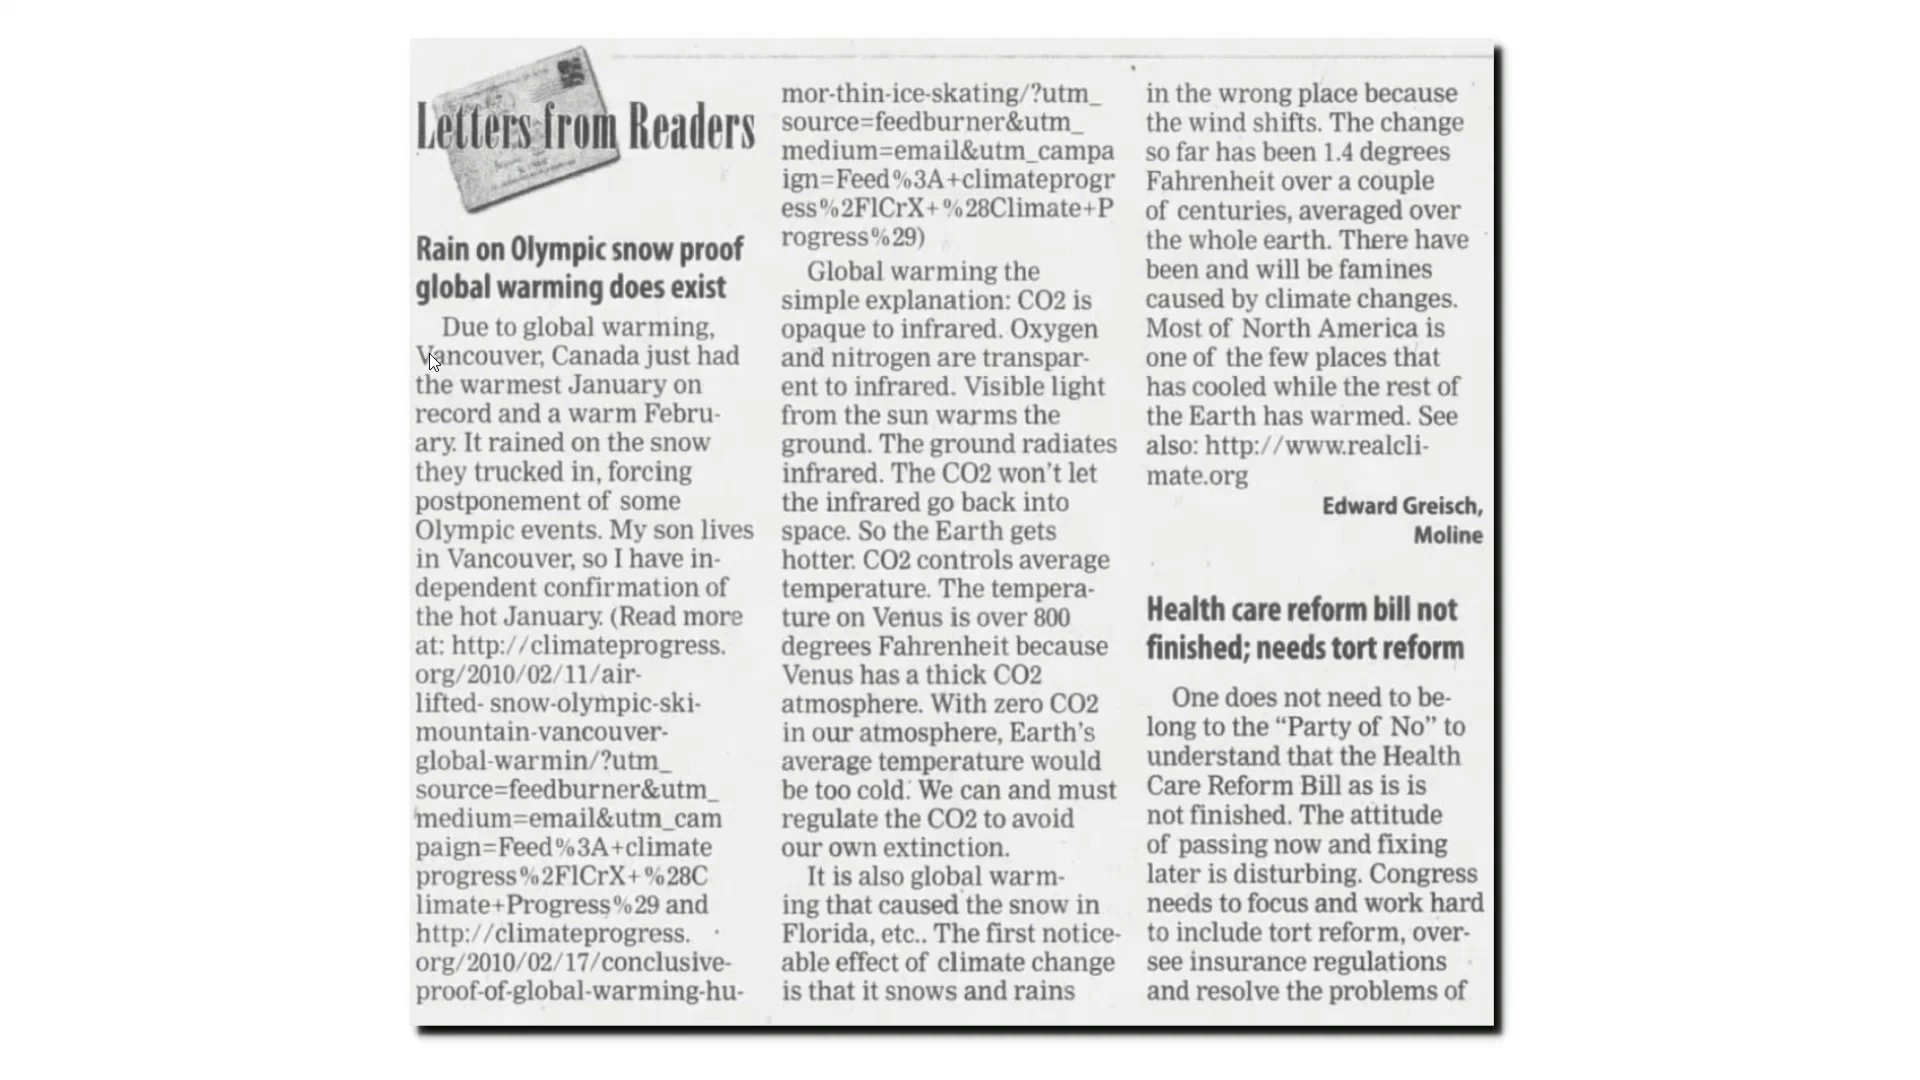 Letters from Readers
Rain on Olympic snow proof
global warming does exist
Due to global warming,
Vancouver, Canada just had
the warmest January on
record and a warm Febru-
ary. It rained on the snow
they trucked in, forcing
postponement of some
Olympic events. My son lives
in Vancouver, so I have in-
dependent confirmation of
the hot January. (Read more
at: http://climateprogress.
org/2010/02/11/air-
lifted- snow-olympic-ski-
mountain-vancouver-
global-warmin/?utm_
source=feedburner&utm_
medium=email&utm_cam
paign=Feed%3A+climate
progress%2FlCrX+%28C
limate+Progress%29 and
http://climateprogress.
org/2010/02/17/conclusive-
proof-of-global-warming-hu-
mor-thin-ice-skating/?utm_
source=feedburner&utm_
medium=email&utm_campa
ign=Feed%3A+climateprogr
ess%2FlCrX+%28Climate+P
rogress%29)
Global warming the
simple explanation: CO2 is
opaque to infrared. Oxygen
and nitrogen are transpar-
ent to infrared. Visible light
from the sun warms the
ground. The ground radiates
infrared. The CO2 won't let
the infrared go back into
space. So the Earth gets
hotter. CO2 controls average
temperature. The tempera-
ture on Venus is over 800
degrees Fahrenheit because
Venus has a thick CO2
atmosphere. With zero CO2
in our atmosphere, Earth's
average temperature would
be too cold. We can and must
regulate the CO2 to avoid
our own extinction.
It is also global warm-
ing that caused the snow in
Florida, etc.. The first notice-
able effect of climate change
is that it snows and rains
in the wrong place because
the wind shifts. The change
so far has been 1.4 degrees
Fahrenheit over a couple
of centuries, averaged over
the whole earth. There have
been and will be famines
caused by climate changes.
Most of North America is
one of the few places that
has cooled while the rest of
the Earth has warmed. See
also: http://www.realcli-
mate.org
Edward Greisch,
Moline
Health care reform bill not
finished; needs tort reform
One does not need to be-
long to the “Party of No” to
understand that the Health
Care Reform Bill as is is
not finished. The attitude
of passing now and fixing
later is disturbing. Congress
needs to focus and work hard
to include tort reform, over-
see insurance regulations
and resolve the problems of